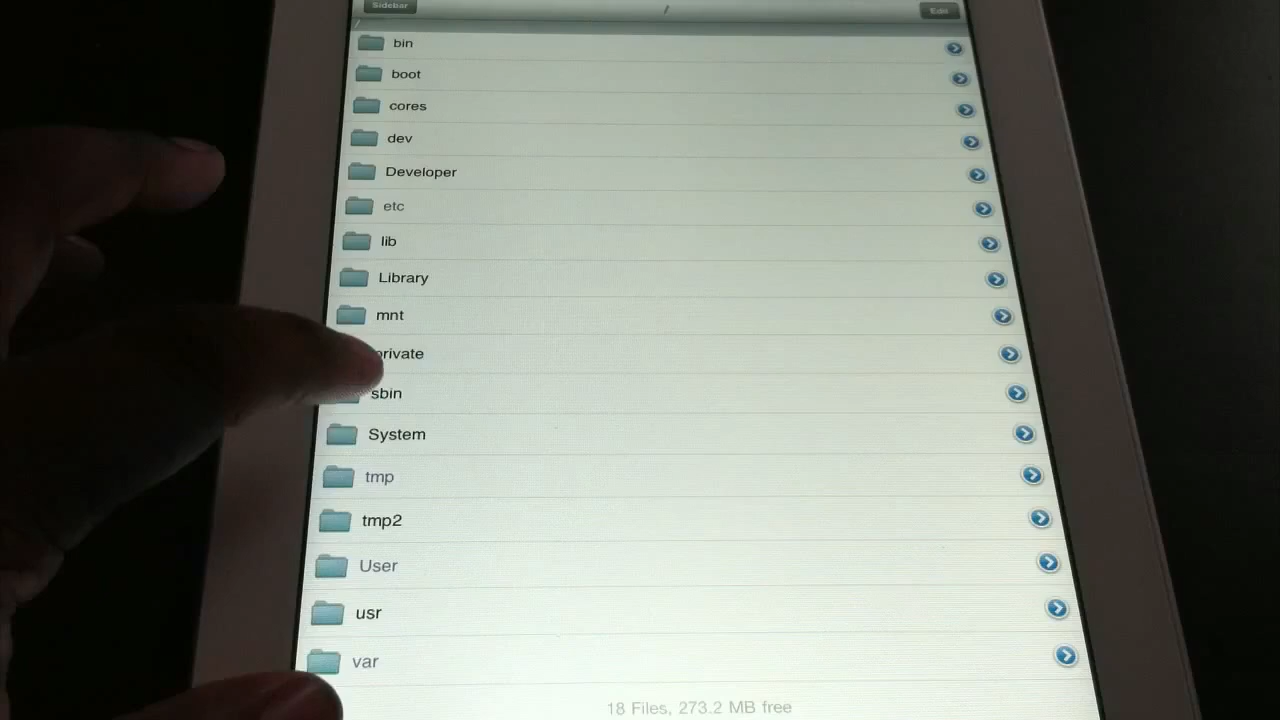 Sidebar / Edit
/
bin
boot
cores
dev
Developer
etc
lib
Library
mnt
private
sbin
System
tmp
tmp2
User
usr
var
18 Files, 273.2 MB free